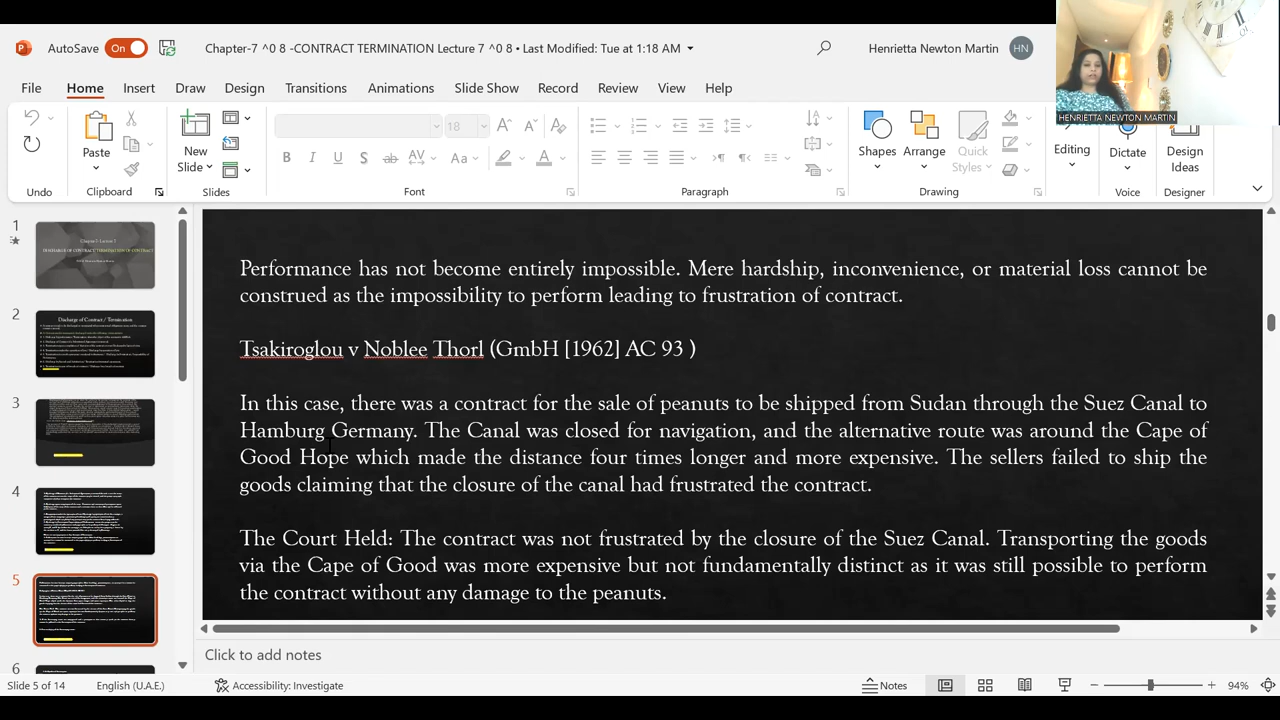 AutoSave On Chapter-7 ^0 8 -CONTRACT TERMINATION Lecture 7 ^0 8 • Last Modified: Tue at 1:18 AM Henrietta Newton Martin HN
HENRIETTA NEWTON MARTIN
File Home Insert Draw Design Transitions Animations Slide Show Record Review View Help
18
Paste New Slide Shapes Arrange Quick Styles Editing Dictate Design Ideas
Undo Clipboard Slides Font Paragraph Drawing Voice Designer
1
2
Discharge of Contract / Termination
3
4
5
6
Performance has not become entirely impossible. Mere hardship, inconvenience, or material loss cannot be
construed as the impossibility to perform leading to frustration of contract.
Tsakiroglou v Noblee Thorl GmbH [1962] AC 93 )
In this case, there was a contract for the sale of peanuts to be shipped from Sudan through the Suez Canal to
Hamburg Germany. The Canal was closed for navigation, and the alternative route was around the Cape of
Good Hope which made the distance four times longer and more expensive. The sellers failed to ship the
goods claiming that the closure of the canal had frustrated the contract.
The Court Held: The contract was not frustrated by the closure of the Suez Canal. Transporting the goods
via the Cape of Good was more expensive but not fundamentally distinct as it was still possible to perform
the contract without any damage to the peanuts.
Click to add notes
Slide 5 of 14 English (U.A.E.) Accessibility: Investigate Notes 94%